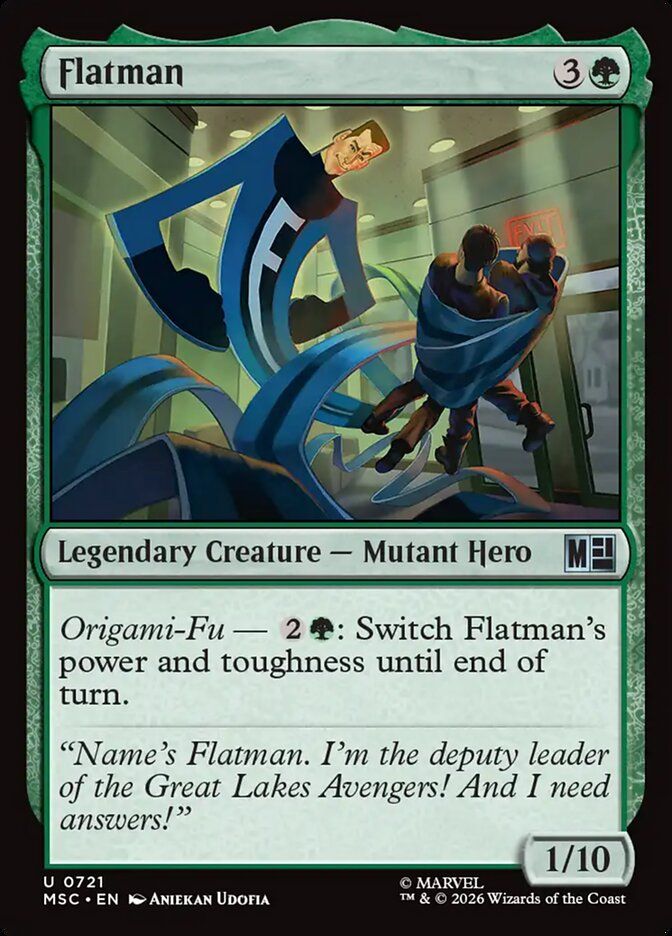 Flatman
3
EXIT
F
Legendary Creature — Mutant Hero
Origami-Fu — 2: Switch Flatman's
power and toughness until end of
turn.
"Name's Flatman. I'm the deputy leader
of the Great Lakes Avengers! And I need
answers!"
1/10
U 0721
MSC • EN Aniekan Udofia
© MARVEL
™ & © 2026 Wizards of the Coast